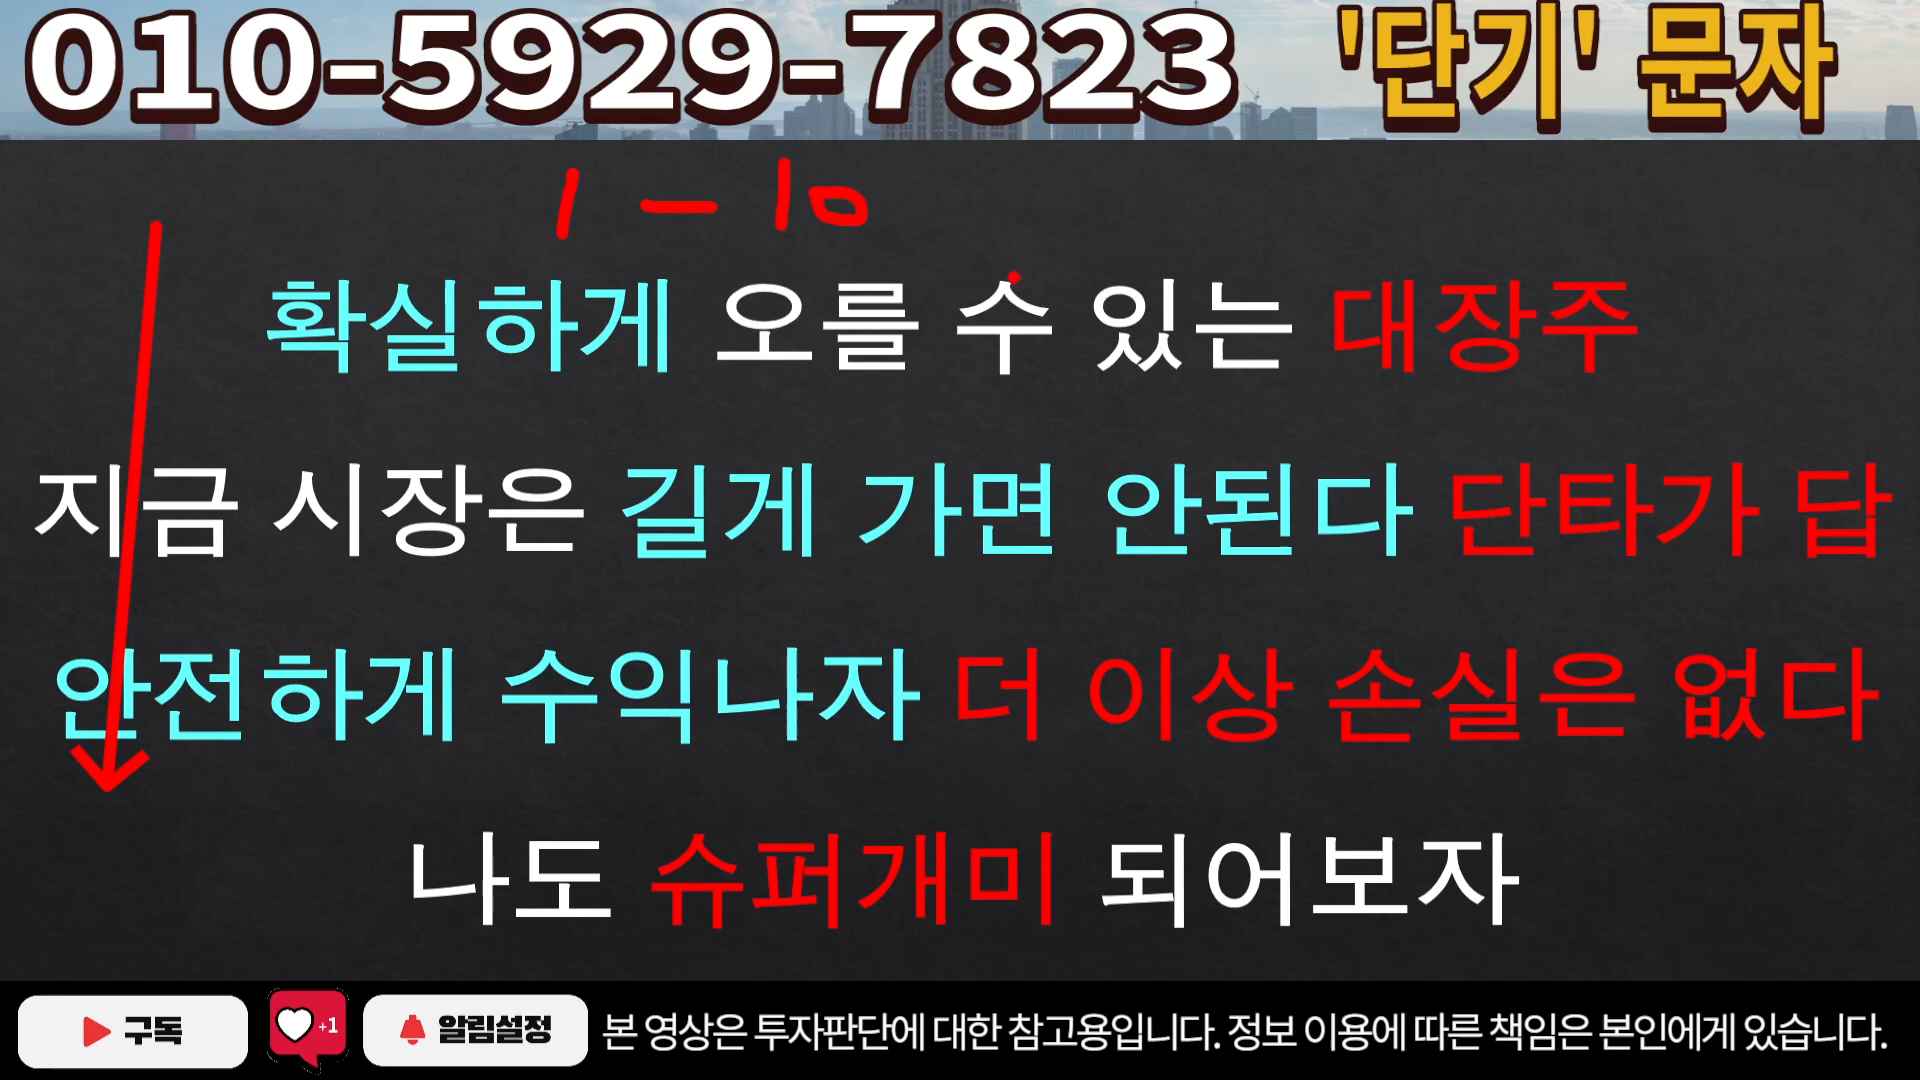 010-5929-7823 '단기' 문자
1 - 10
확실하게 오를 수 있는 대장주
지금 시장은 길게 가면 안된다 단타가 답
안전하게 수익나자 더 이상 손실은 없다
나도 슈퍼개미 되어보자
구독 +1 알림설정 본 영상은 투자판단에 대한 참고용입니다. 정보 이용에 따른 책임은 본인에게 있습니다.